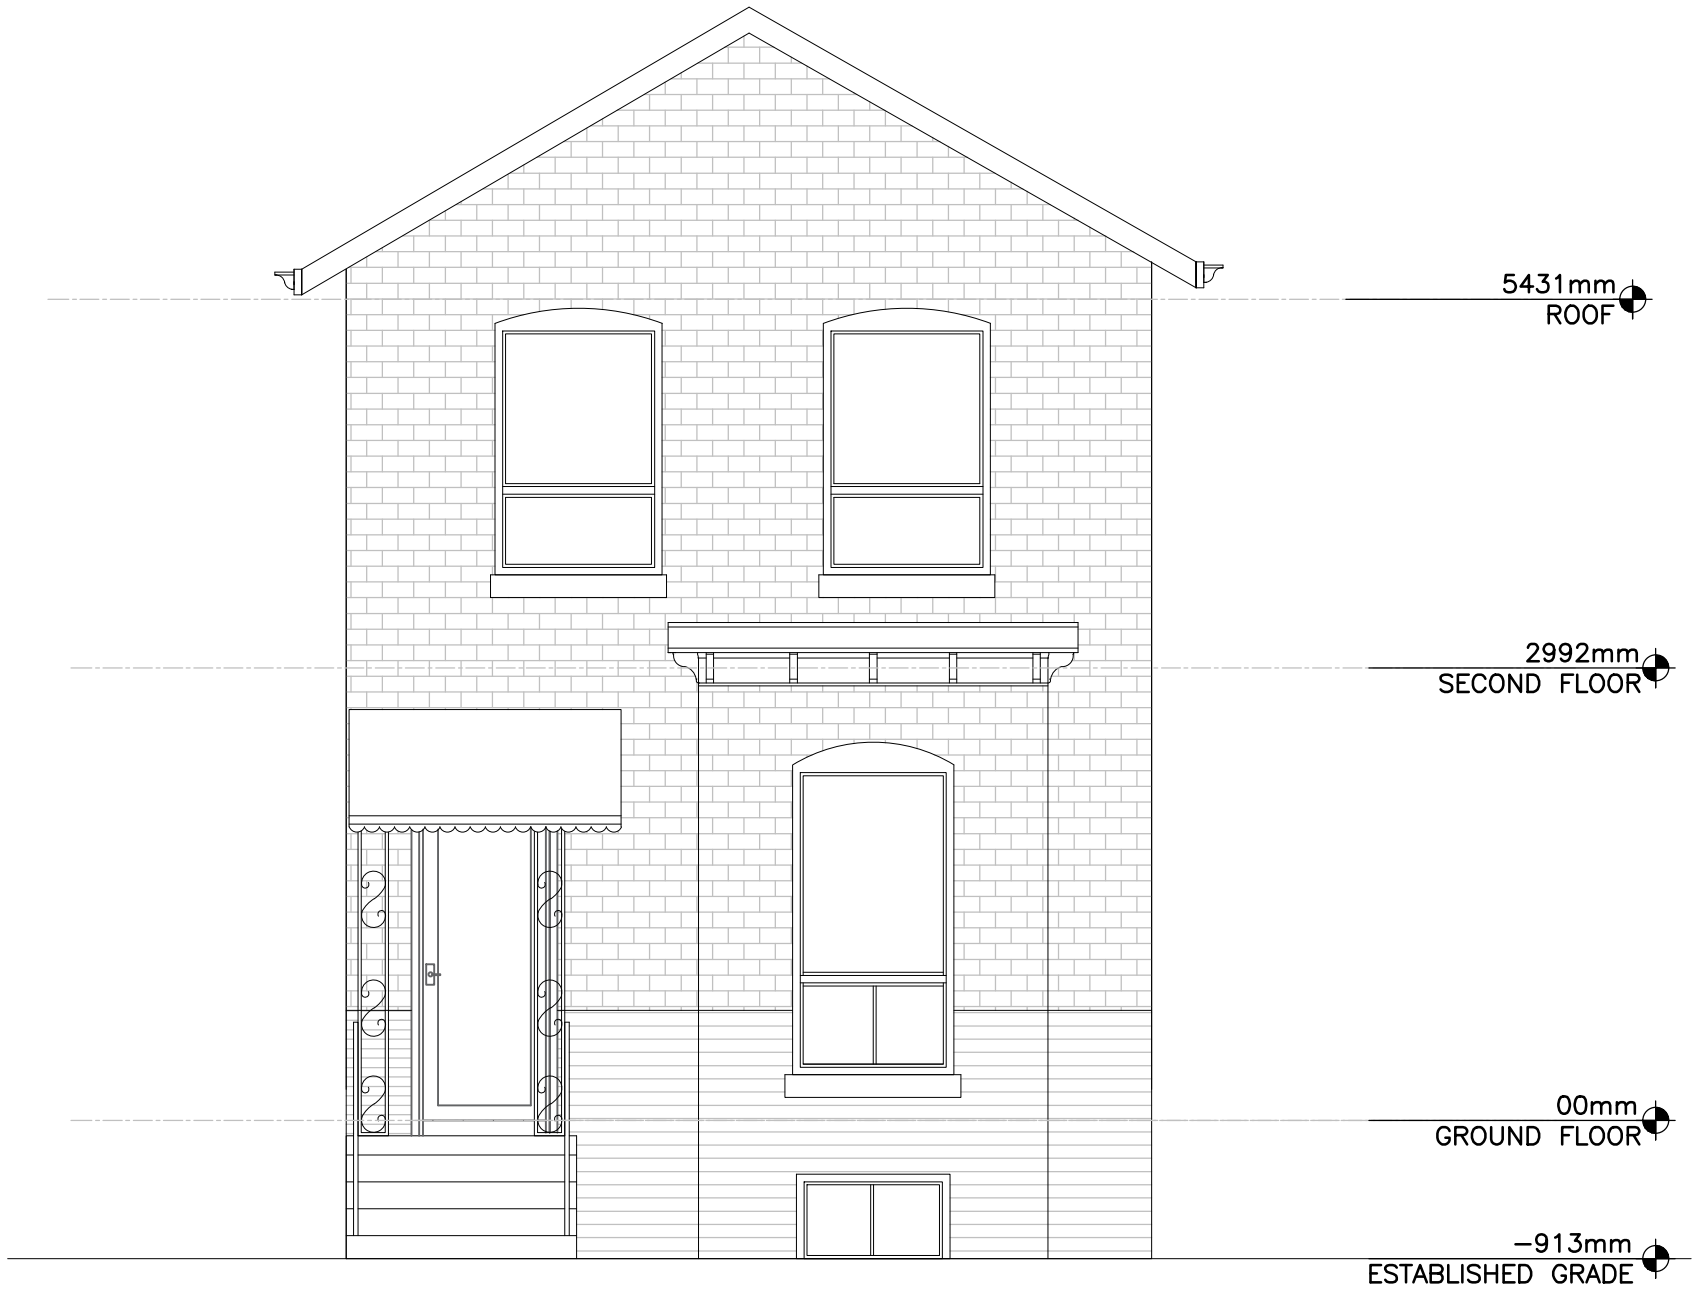 5431mm
ROOF
2992mm
SECOND FLOOR
00mm
GROUND FLOOR
-913mm
ESTABLISHED GRADE